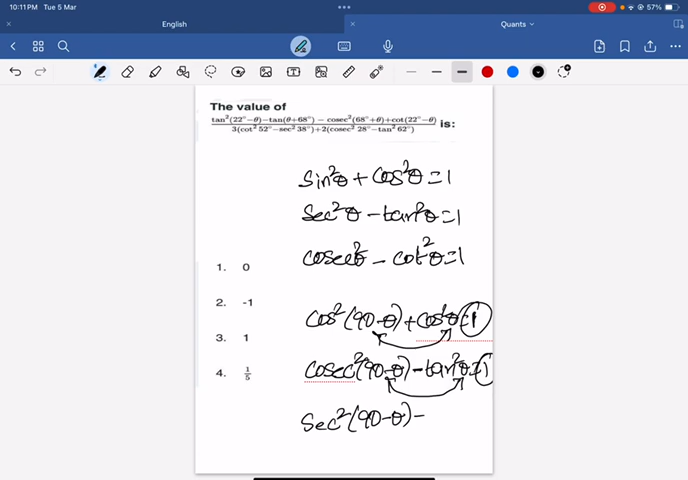 10:11PM Tue 5 Mar
57%
English
Quants
The value of
tan²(22°−θ)−tan(θ+68°) − cosec²(68°+θ)+cot(22°−θ)
3(cot² 52°−sec² 38°)+2(cosec² 28°−tan² 62°)
is:
sin²θ + cos²θ = 1
sec²θ − tan²θ = 1
cosec²θ − cot²θ = 1
1. 0
2. -1
3. 1
4. 1/5
cos²(90−θ) + cos²θ = 1
cosec²(90−θ) − tan²θ = 1
sec²(90−θ) −